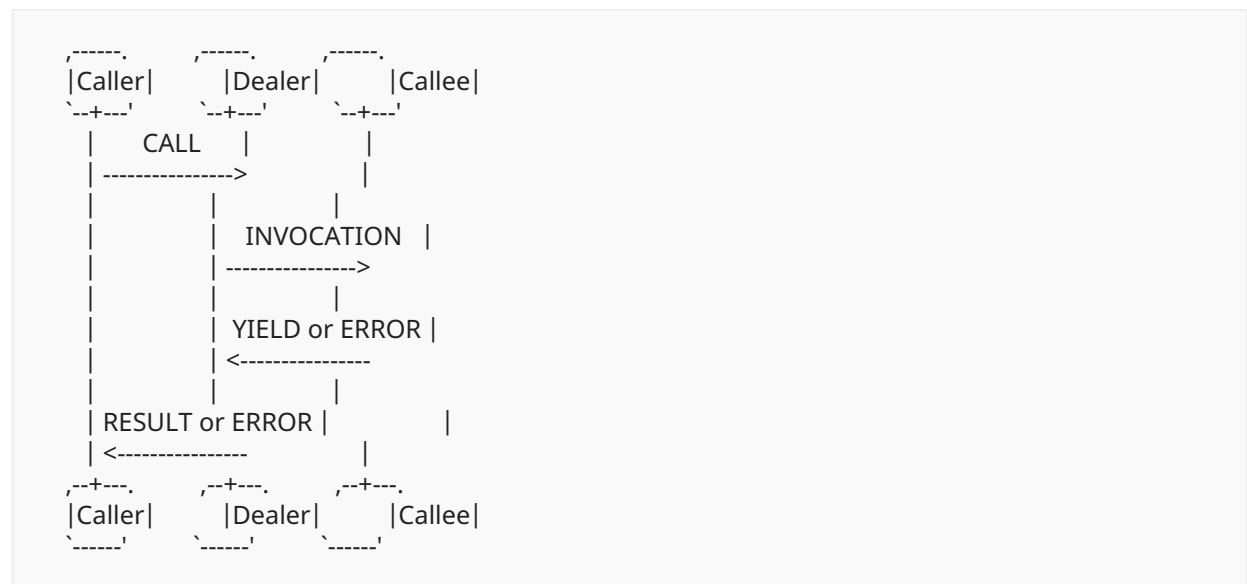 ,------.          ,------.          ,------.
|Caller|          |Dealer|          |Callee|
`--+---'          `--+---'          `--+---'
   |       CALL      |                 |
   | ---------------->                 |
   |                 |                 |
   |                 |    INVOCATION   |
   |                 | ---------------->
   |                 |                 |
   |                 |  YIELD or ERROR |
   |                 | <----------------
   |                 |                 |
   | RESULT or ERROR |                 |
   | <----------------                 |
,--+---.          ,--+---.          ,--+---.
|Caller|          |Dealer|          |Callee|
`------'          `------'          `------'